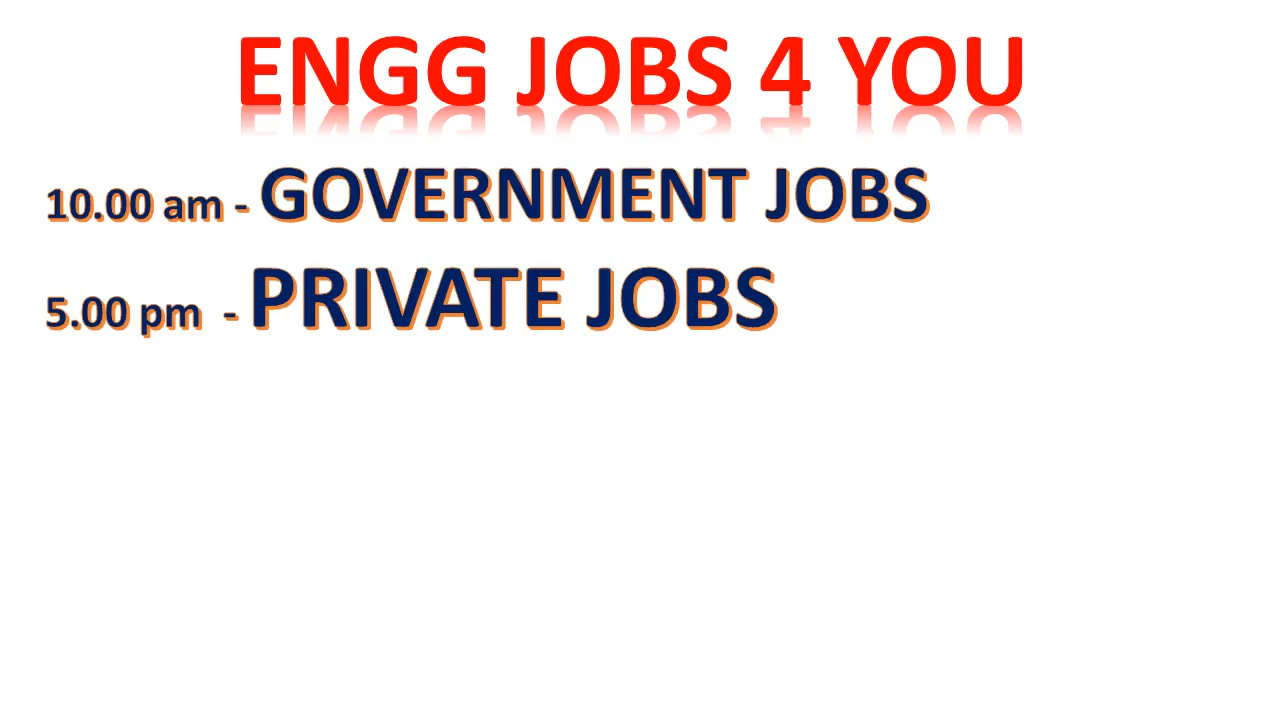 ENGG JOBS 4 YOU
10.00 am - GOVERNMENT JOBS
5.00 pm - PRIVATE JOBS